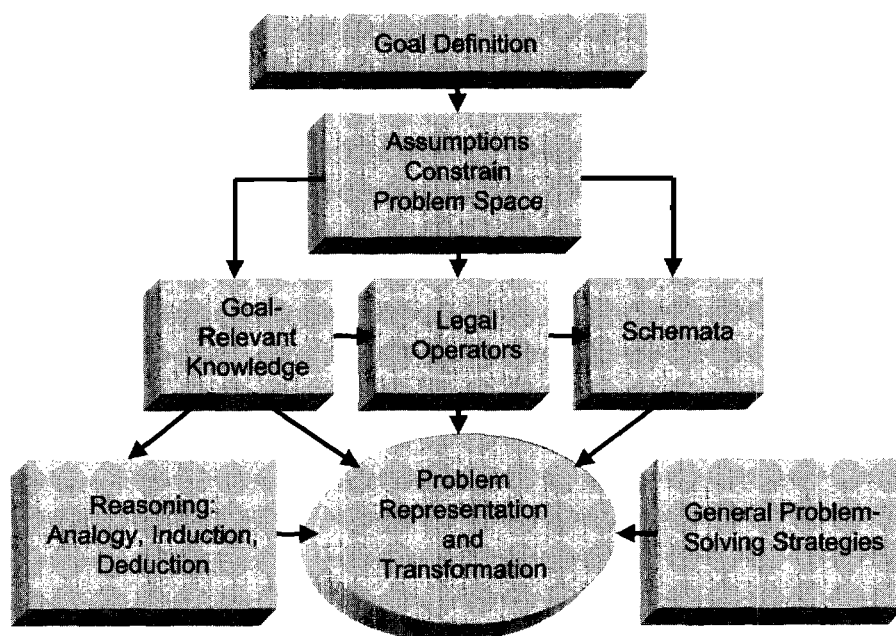 Goal Definition
Assumptions
Constrain
Problem Space
Goal-
Relevant
Knowledge
Legal
Operators
Schemata
Reasoning:
Analogy, Induction,
Deduction
Problem
Representation
and
Transformation
General Problem-
Solving Strategies